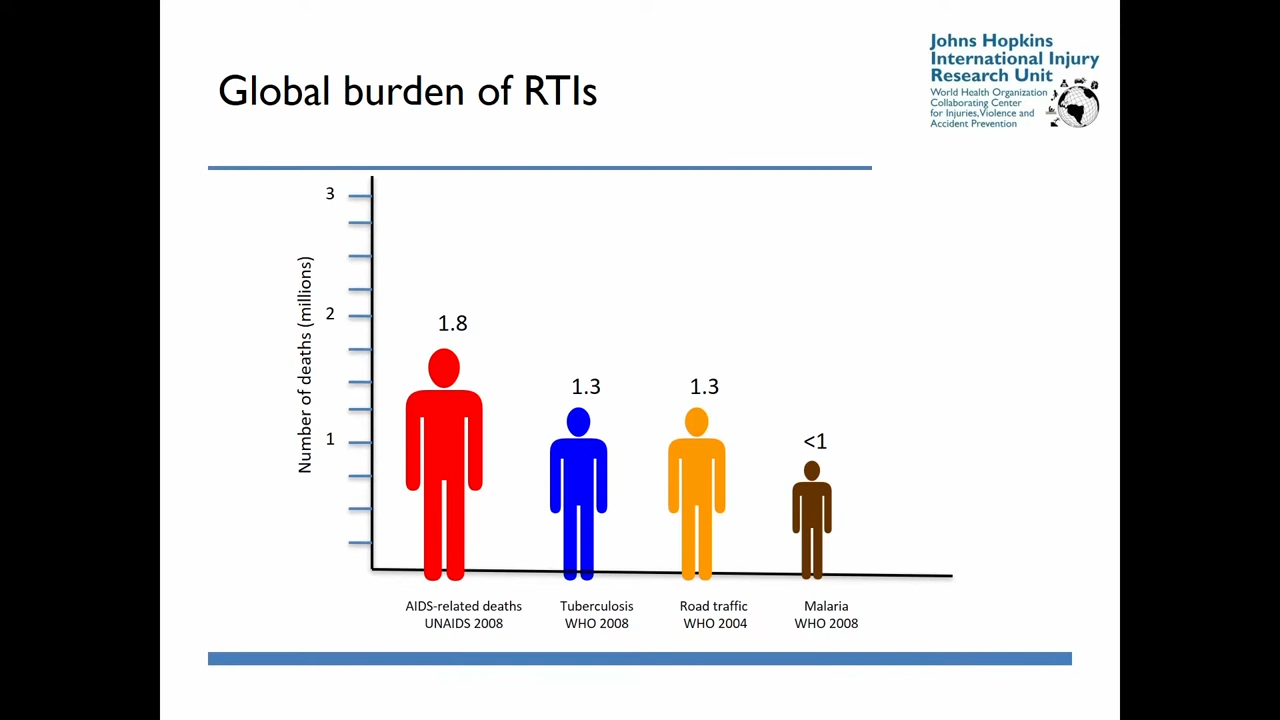 Global burden of RTIs
Johns Hopkins
International Injury
Research Unit
World Health Organization
Collaborating Center
for Injuries, Violence and
Accident Prevention
Number of deaths (millions)
3
2
1
1.8
1.3
1.3
<1
AIDS-related deaths
UNAIDS 2008
Tuberculosis
WHO 2008
Road traffic
WHO 2004
Malaria
WHO 2008